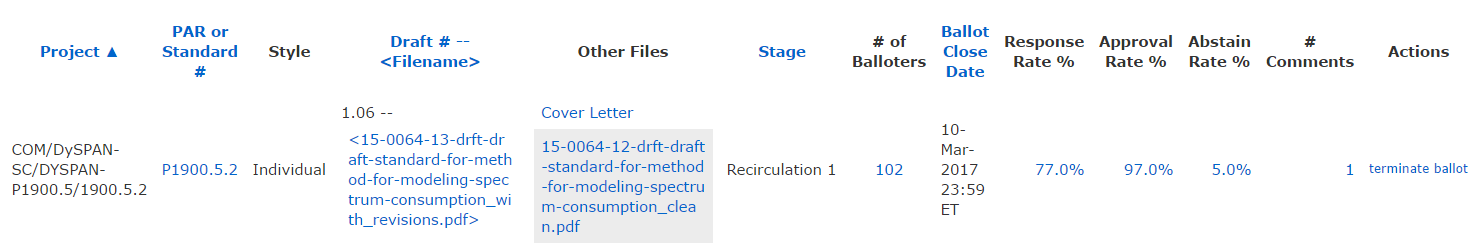 Project ▲
PAR or
Standard
#
Style
Draft # --
<Filename>
Other Files
Stage
# of
Balloters
Ballot
Close
Date
Response
Rate %
Approval
Rate %
Abstain
Rate %
#
Comments
Actions
COM/DySPAN-
SC/DYSPAN-
P1900.5/1900.5.2
P1900.5.2
Individual
1.06 --
<15-0064-13-drft-dr
aft-standard-for-meth
od-for-modeling-spec
trum-consumption_wi
th_revisions.pdf>
Cover Letter
15-0064-12-drft-draft
-standard-for-method
-for-modeling-spectru
m-consumption_clea
n.pdf
Recirculation 1
102
10-
Mar-
2017
23:59
ET
77.0%
97.0%
5.0%
1
terminate ballot